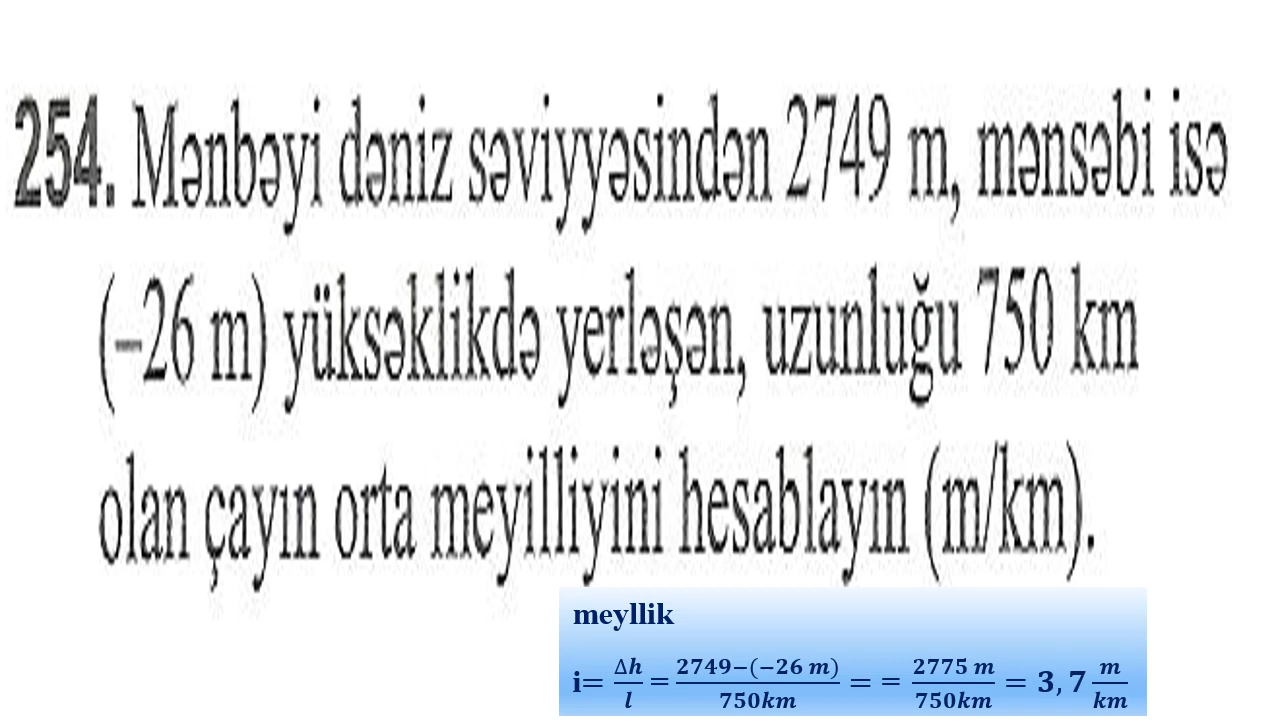 254. Mənbəyi dəniz səviyyəsindən 2749 m, mənsəbi isə
(–26 m) yüksəklikdə yerləşən, uzunluğu 750 km
olan çayın orta meyilliyini hesablayın (m/km).
meyllik
i= Δh/l = 2749−(−26 m)/750km = = 2775 m/750km = 3,7 m/km